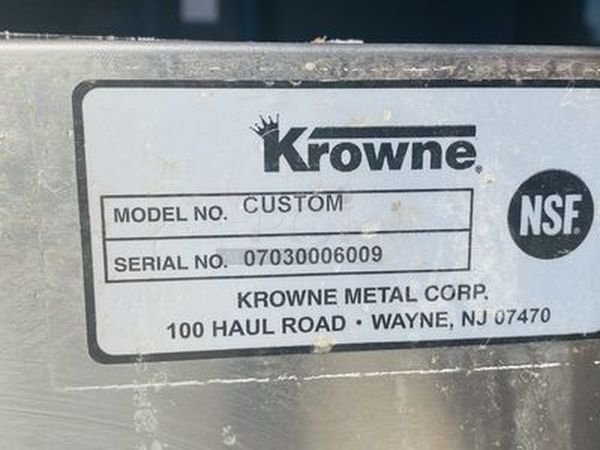 Krowne®
MODEL NO. CUSTOM
NSF®
SERIAL NO. 07030006009
KROWNE METAL CORP.
100 HAUL ROAD • WAYNE, NJ 07470